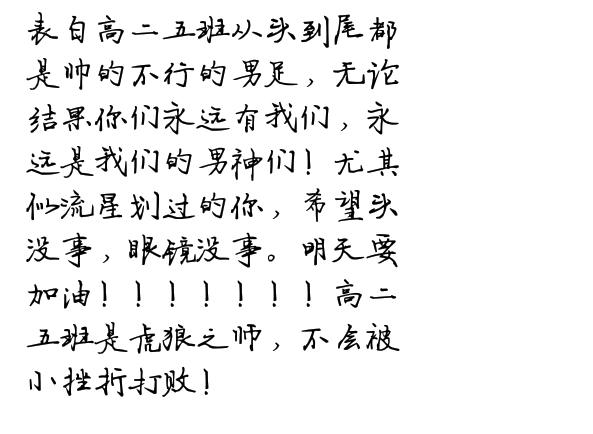 表白高二五班从头到尾都
是帅的不行的男足，无论
结果你们永远有我们，永
远是我们的男神们！尤其
似流星划过的你，希望头
没事，眼镜没事。明天要
加油！！！！！！！高二
五班是虎狼之师，不会被
小挫折打败！